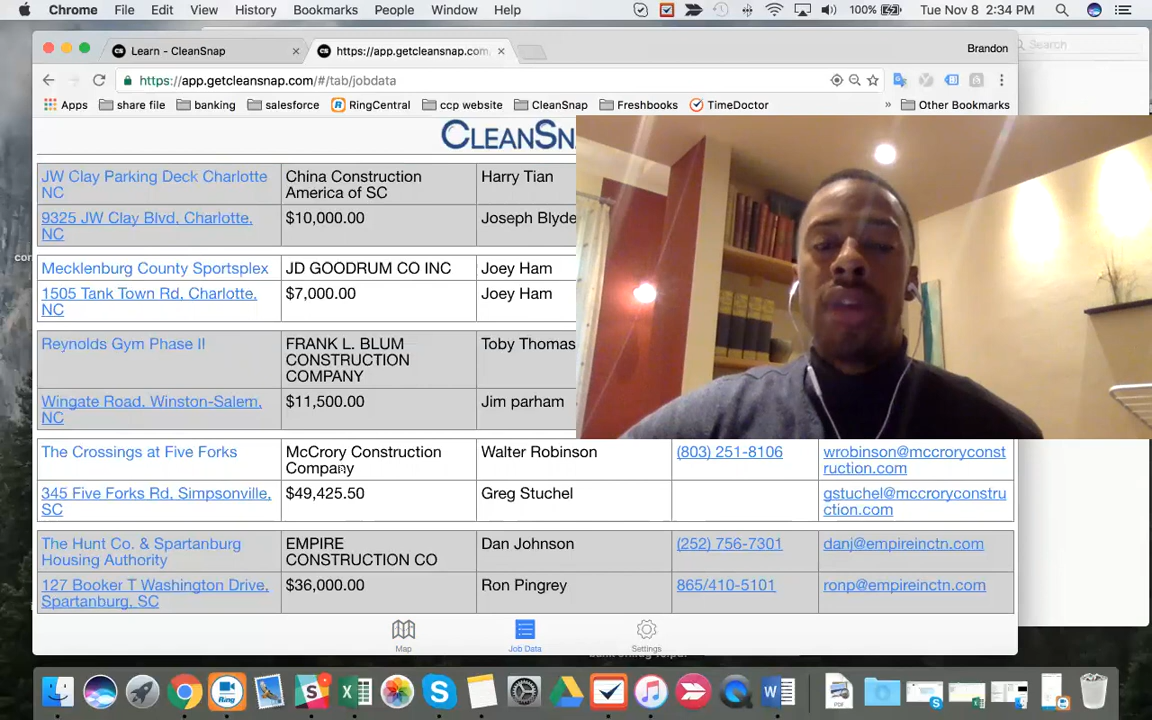 Chrome File Edit View History Bookmarks People Window Help 100% Tue Nov 8 2:34 PM
Search
Learn - CleanSnap https://app.getcleansnap.com Brandon
https://app.getcleansnap.com/#/tab/jobdata
Apps share file banking salesforce RingCentral ccp website CleanSnap Freshbooks TimeDoctor » Other Bookmarks
CLEANSN
JW Clay Parking Deck Charlotte China Construction Harry Tian
NC America of SC
9325 JW Clay Blvd, Charlotte, $10,000.00 Joseph Blyde
NC
Mecklenburg County Sportsplex JD GOODRUM CO INC Joey Ham
1505 Tank Town Rd, Charlotte, $7,000.00 Joey Ham
NC
Reynolds Gym Phase II FRANK L. BLUM Toby Thomas
CONSTRUCTION
COMPANY
Wingate Road, Winston-Salem, $11,500.00 Jim parham
NC
The Crossings at Five Forks McCrory Construction Walter Robinson (803) 251-8106 wrobinson@mccroryconst
Company ruction.com
345 Five Forks Rd, Simpsonville, $49,425.50 Greg Stuchel gstuchel@mccroryconstru
SC ction.com
The Hunt Co. & Spartanburg EMPIRE Dan Johnson (252) 756-7301 danj@empireinctn.com
Housing Authority CONSTRUCTION CO
127 Booker T Washington Drive, $36,000.00 Ron Pingrey 865/410-5101 ronp@empireinctn.com
Spartanburg, SC
Map Job Data Settings
Ring